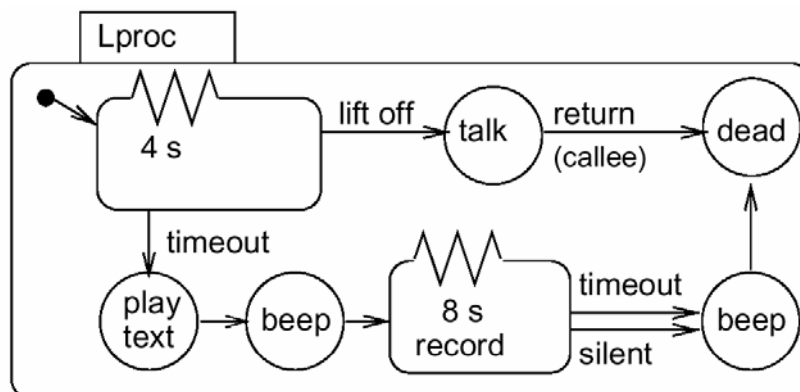 Lproc
4 s
lift off
talk
return
(callee)
dead
timeout
play
text
beep
8 s
record
timeout
silent
beep